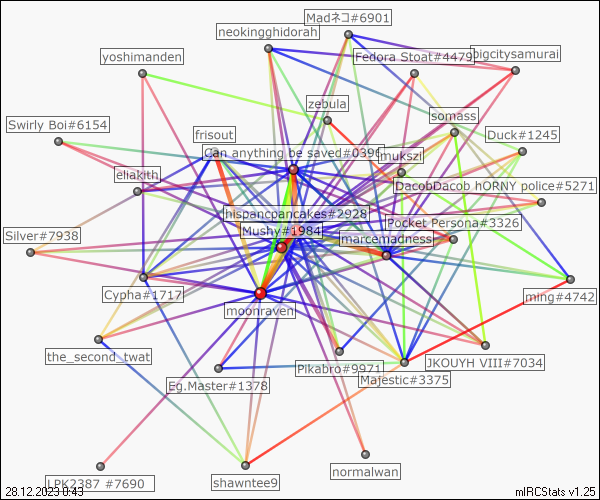 Madネコ#6901
neokingghidorah
Fedora Stoat#4479
bigcitysamurai
yoshimanden
zebula
somass
Swirly Boi#6154
frisout
Duck#1245
Can anything be saved#0396
mukszi
eliakith
DacobDacob hORNY police#5271
hispancpancakes#2928
Pocket Persona#3326
Mushy#1984
marcemadness
Silver#7938
Cypha#1717
ming#4742
moonraven
the_second_twat
JKOUYH VIII#7034
Pikabro#9971
Majestic#3375
Eg.Master#1378
normalwan
LPK2387 #7690
shawntee9
28.12.2023 0:43
mIRCStats v1.25